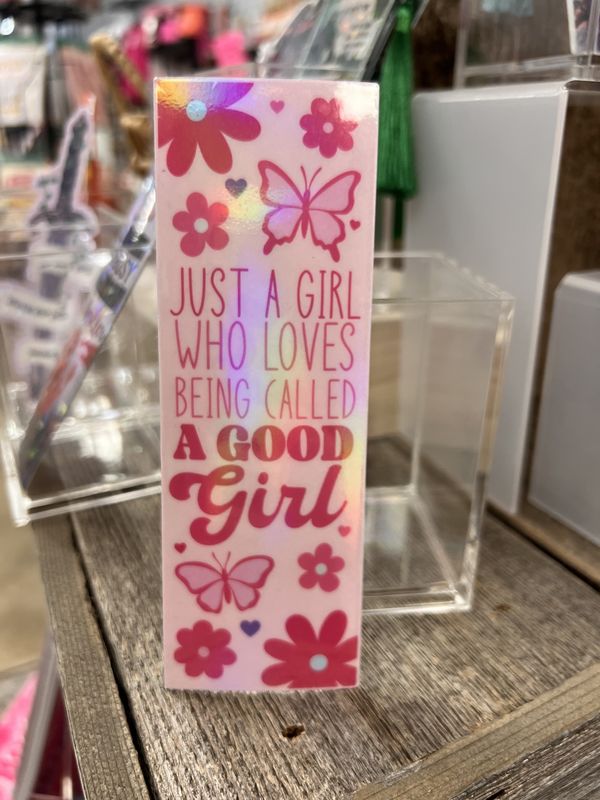 JUST A GIRL
WHO LOVES
BEING CALLED
A GOOD
Girl